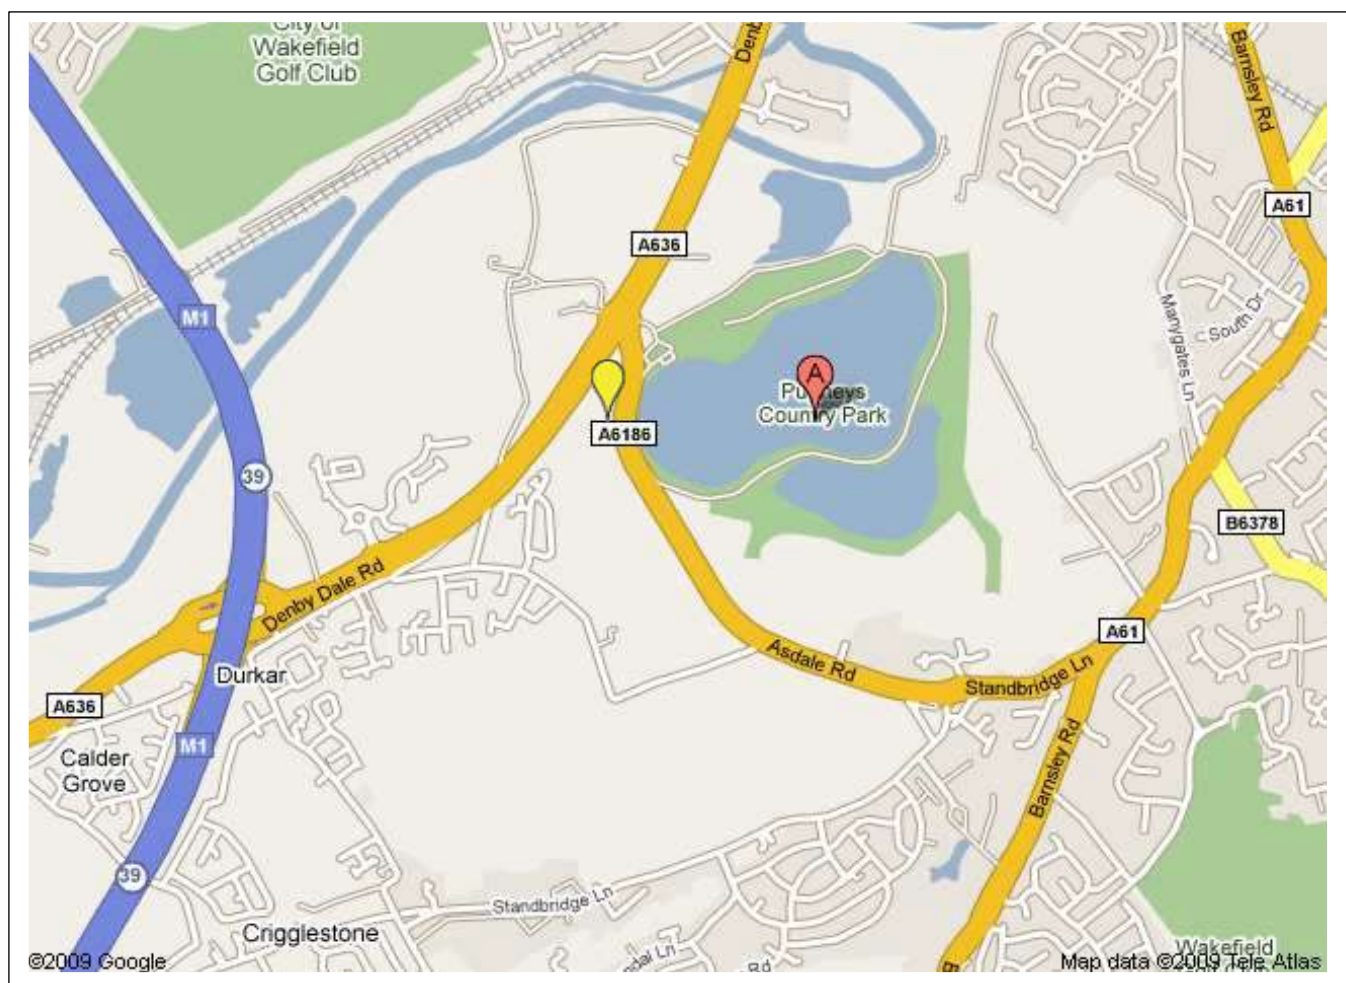 City of
Wakefield
Golf Club
Barnsley Rd
A61
A636
M1
South Dr
Manygates Ln
A
Country Park
A6186
39
B6378
Denby Dale Rd
A61
Durkar
Asdale Rd
Standbridge Ln
A636
M1
Calder
Grove
Barnsley Rd
39
Standbridge Ln
Crigglestone
Wakefield
Rd
©2009 Google
Map data ©2009 Tele Atlas